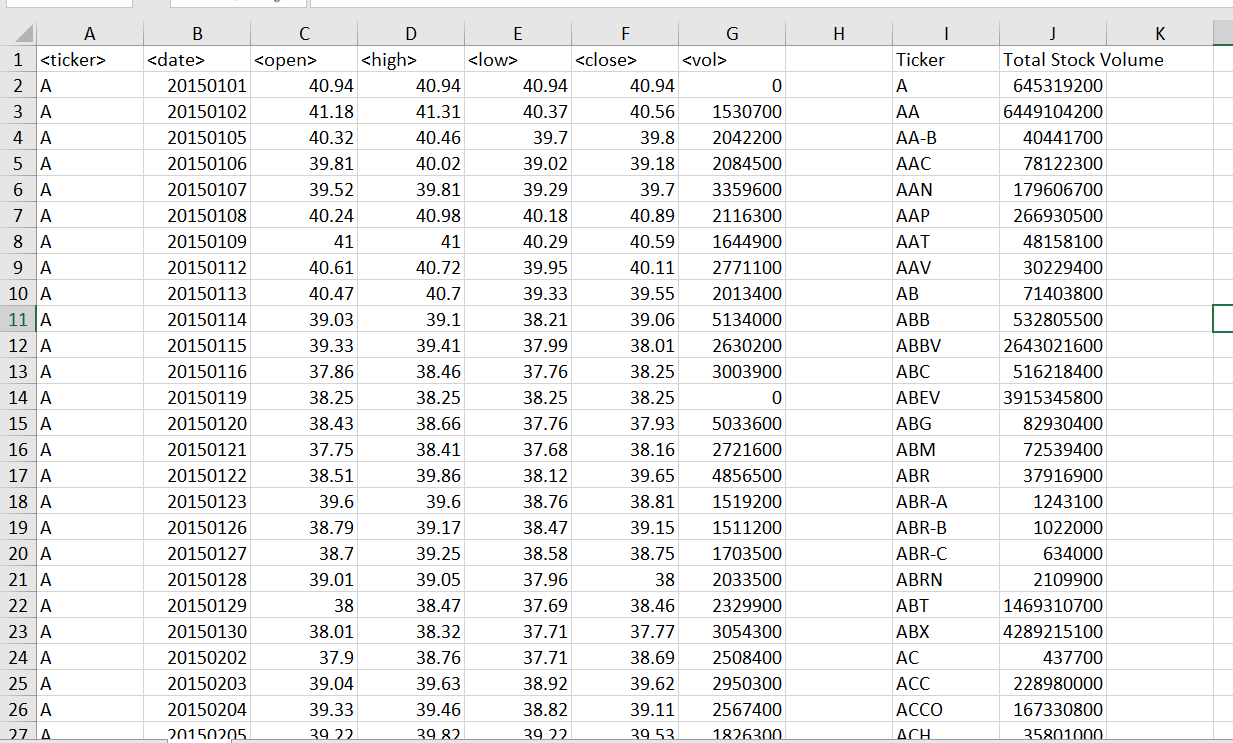 A B C D E F G H I J K
1 <ticker> <date> <open> <high> <low> <close> <vol> Ticker Total Stock Volume
2 A 20150101 40.94 40.94 40.94 40.94 0 A 645319200
3 A 20150102 41.18 41.31 40.37 40.56 1530700 AA 6449104200
4 A 20150105 40.32 40.46 39.7 39.8 2042200 AA-B 40441700
5 A 20150106 39.81 40.02 39.02 39.18 2084500 AAC 78122300
6 A 20150107 39.52 39.81 39.29 39.7 3359600 AAN 179606700
7 A 20150108 40.24 40.98 40.18 40.89 2116300 AAP 266930500
8 A 20150109 41 41 40.29 40.59 1644900 AAT 48158100
9 A 20150112 40.61 40.72 39.95 40.11 2771100 AAV 30229400
10 A 20150113 40.47 40.7 39.33 39.55 2013400 AB 71403800
11 A 20150114 39.03 39.1 38.21 39.06 5134000 ABB 532805500
12 A 20150115 39.33 39.41 37.99 38.01 2630200 ABBV 2643021600
13 A 20150116 37.86 38.46 37.76 38.25 3003900 ABC 516218400
14 A 20150119 38.25 38.25 38.25 38.25 0 ABEV 3915345800
15 A 20150120 38.43 38.66 37.76 37.93 5033600 ABG 82930400
16 A 20150121 37.75 38.41 37.68 38.16 2721600 ABM 72539400
17 A 20150122 38.51 39.86 38.12 39.65 4856500 ABR 37916900
18 A 20150123 39.6 39.6 38.76 38.81 1519200 ABR-A 1243100
19 A 20150126 38.79 39.17 38.47 39.15 1511200 ABR-B 1022000
20 A 20150127 38.7 39.25 38.58 38.75 1703500 ABR-C 634000
21 A 20150128 39.01 39.05 37.96 38 2033500 ABRN 2109900
22 A 20150129 38 38.47 37.69 38.46 2329900 ABT 1469310700
23 A 20150130 38.01 38.32 37.71 37.77 3054300 ABX 4289215100
24 A 20150202 37.9 38.76 37.71 38.69 2508400 AC 437700
25 A 20150203 39.04 39.63 38.92 39.62 2950300 ACC 228980000
26 A 20150204 39.33 39.46 38.82 39.11 2567400 ACCO 167330800
27 A 20150205 39.22 39.82 39.22 39.53 1826300 ACH 35801000